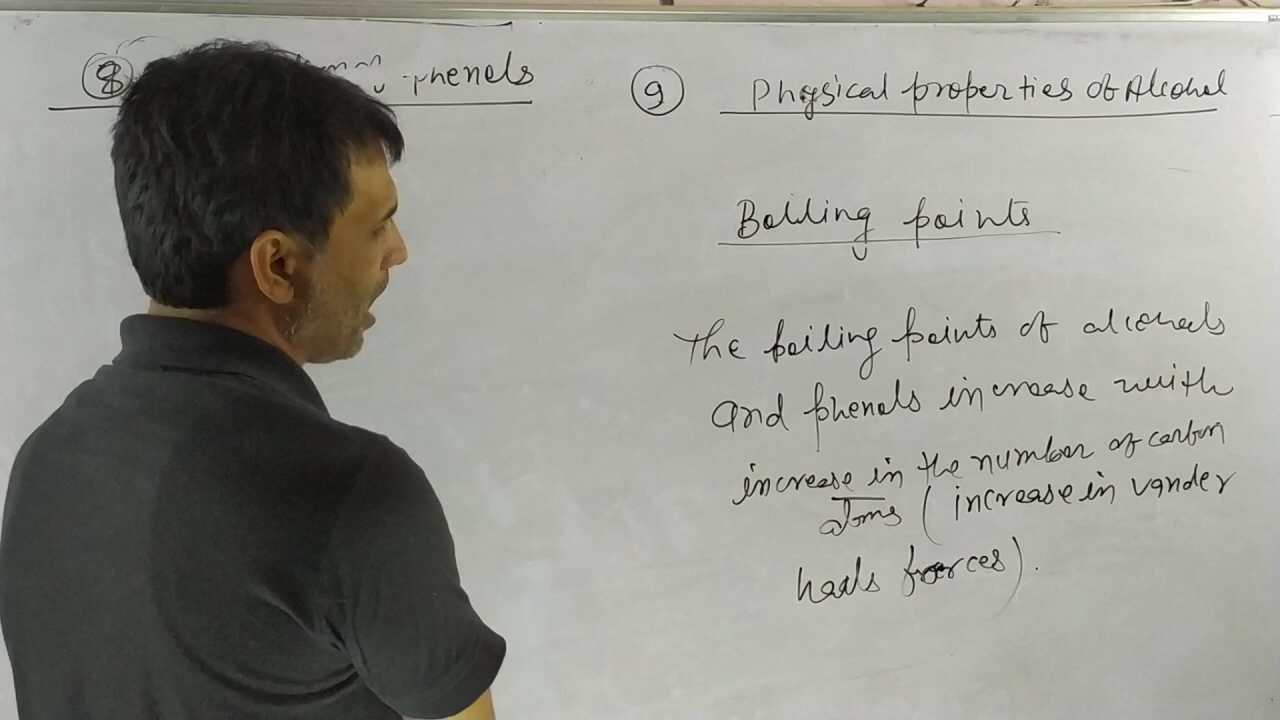 8 -phenols
9 Physical properties of Alcohol
Boiling points
The boiling points of alcohols
and phenols increase with
increase in the number of carbon
atoms (increase in vander
haals forces).